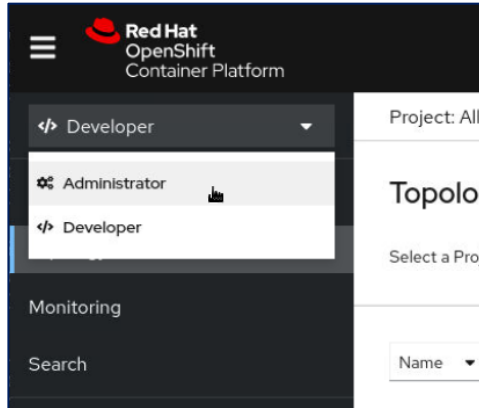 Red Hat
OpenShift
Container Platform
Developer
Project: All
Administrator
Developer
Topolo
Select a Pro
Monitoring
Search
Name